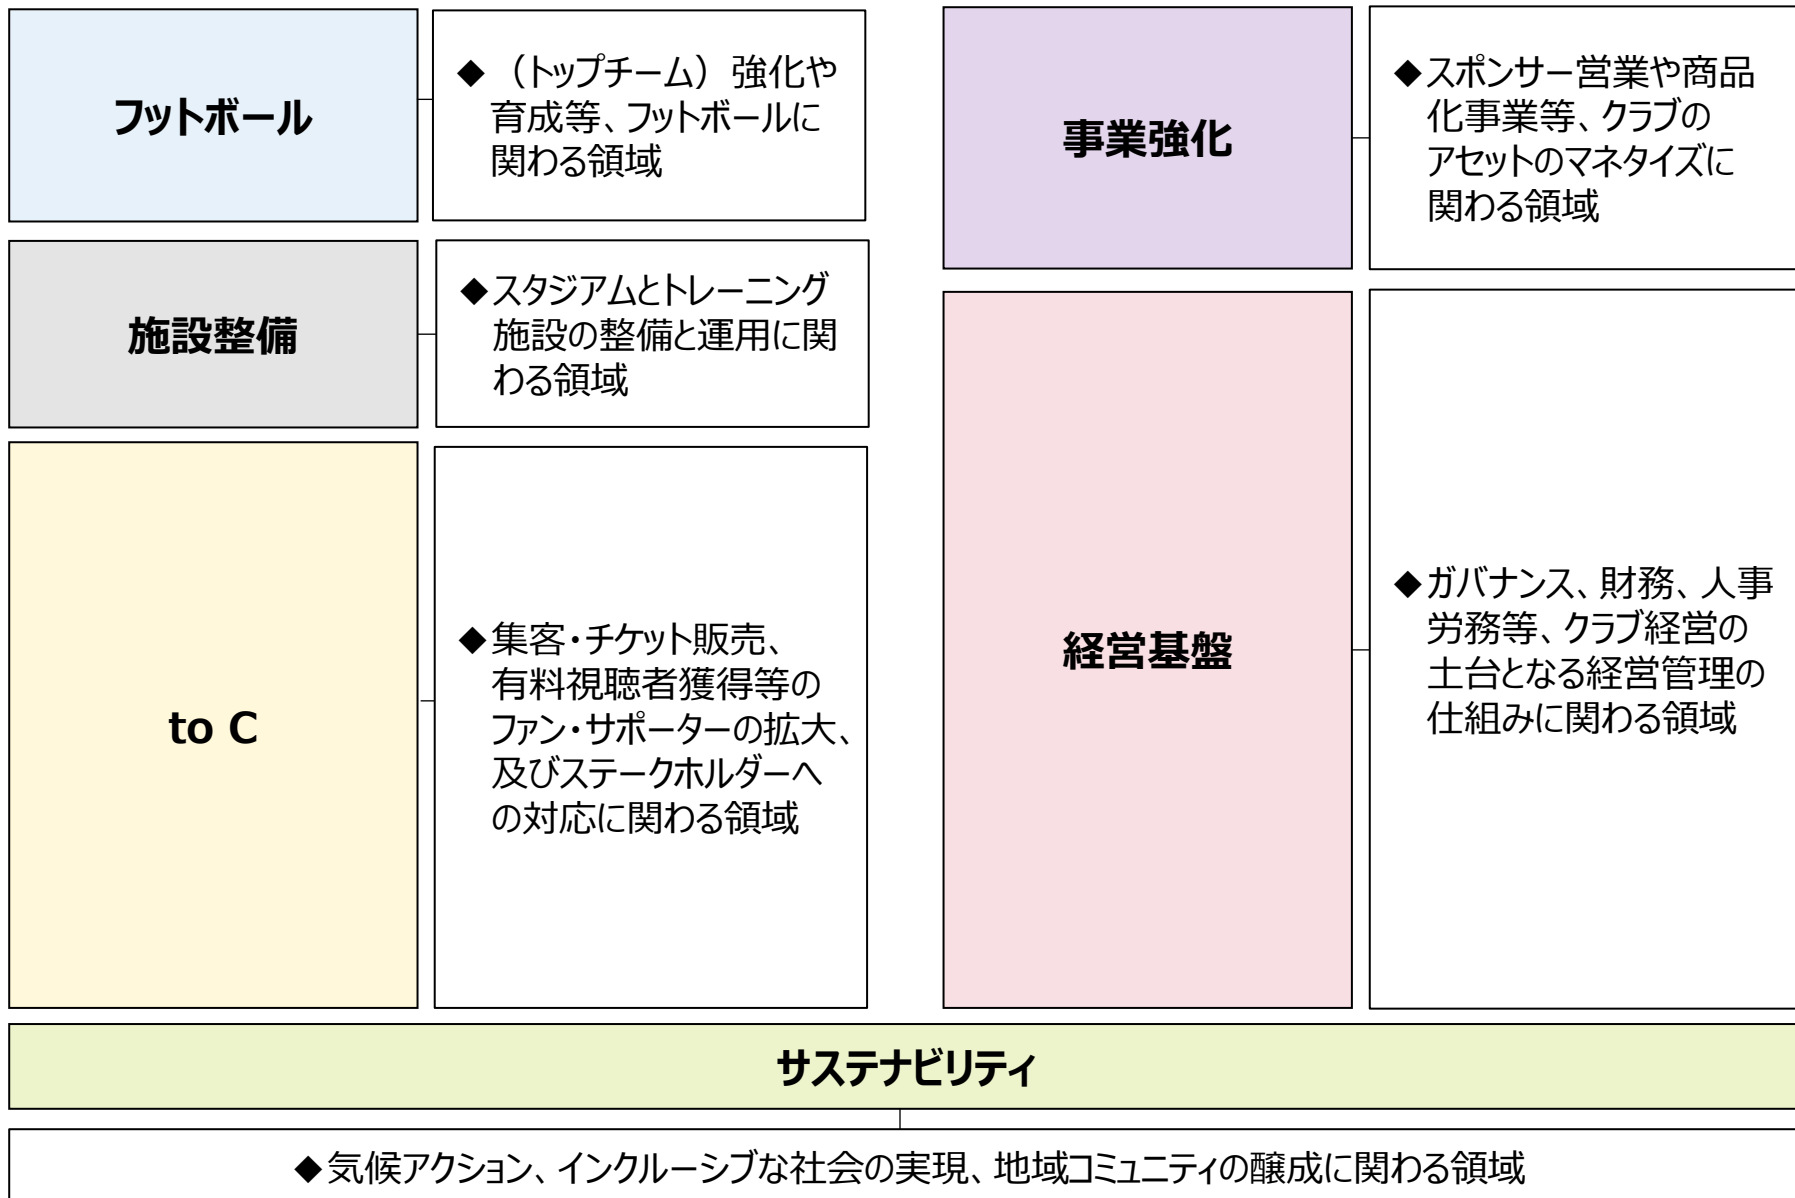 フットボール
◆（トップチーム）強化や
育成等、フットボールに
関わる領域
施設整備
◆スタジアムとトレーニング
施設の整備と運用に関
わる領域
to C
◆集客・チケット販売、
有料視聴者獲得等の
ファン・サポーターの拡大、
及びステークホルダーへ
の対応に関わる領域
事業強化
◆スポンサー営業や商品
化事業等、クラブの
アセットのマネタイズに
関わる領域
経営基盤
◆ガバナンス、財務、人事
労務等、クラブ経営の
土台となる経営管理の
仕組みに関わる領域
サステナビリティ
◆気候アクション、インクルーシブな社会の実現、地域コミュニティの醸成に関わる領域